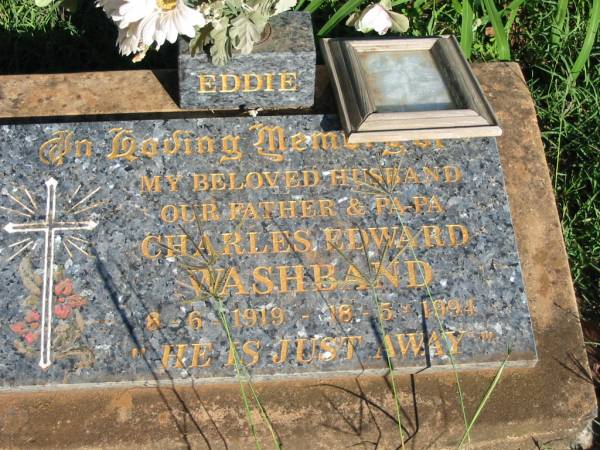 EDDIE
In Loving Memory of
MY BELOVED HUSBAND
OUR FATHER & PA-PA
CHARLES EDWARD
WASHBAND
8 - 6 - 1919 - 18 - 5 - 1994
"HE IS JUST AWAY"